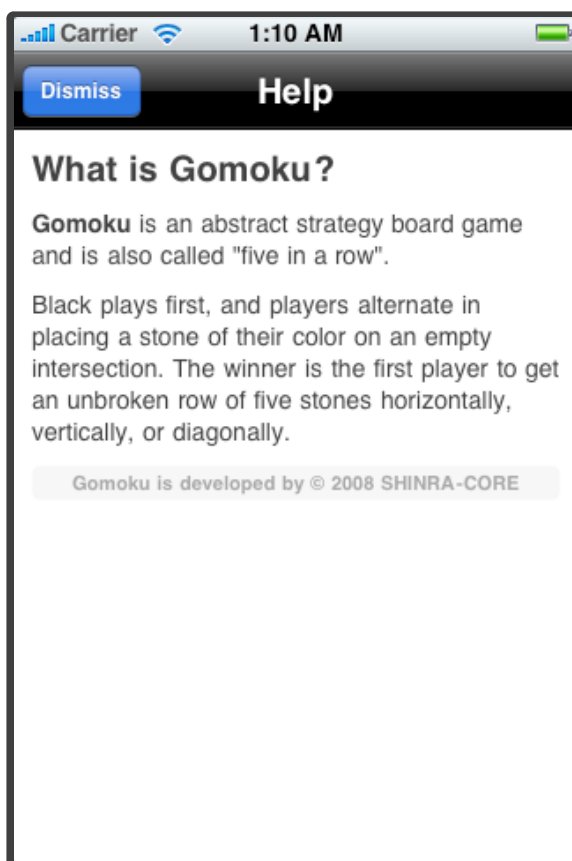 Carrier 1:10 AM
Dismiss Help
What is Gomoku?
Gomoku is an abstract strategy board game
and is also called "five in a row".
Black plays first, and players alternate in
placing a stone of their color on an empty
intersection. The winner is the first player to get
an unbroken row of five stones horizontally,
vertically, or diagonally.
Gomoku is developed by © 2008 SHINRA-CORE